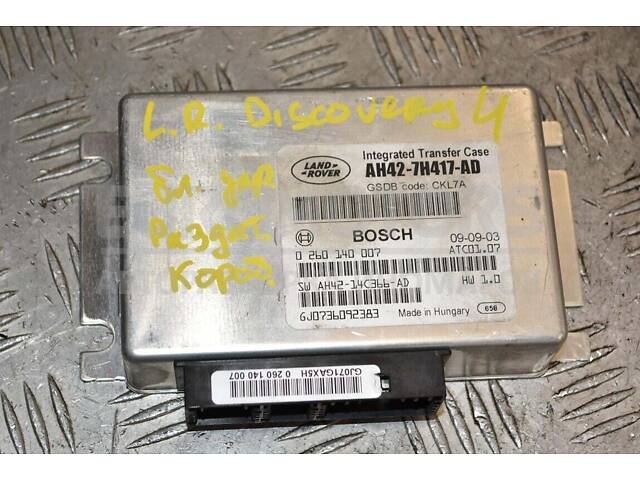 L.R. Discovery 4
Бл. упр
Раздат.
Короб.
LAND-
ROVER
Integrated Transfer Case
AH42-7H417-AD
GSDB code: CKL7A
BOSCH
09-09-03
0 260 140 007
ATC01.07
SW AH42-14C366-AD
HW 1.0
GJ0736092383
Made in Hungary
658
GJ071GAX5H 0 260 140 007